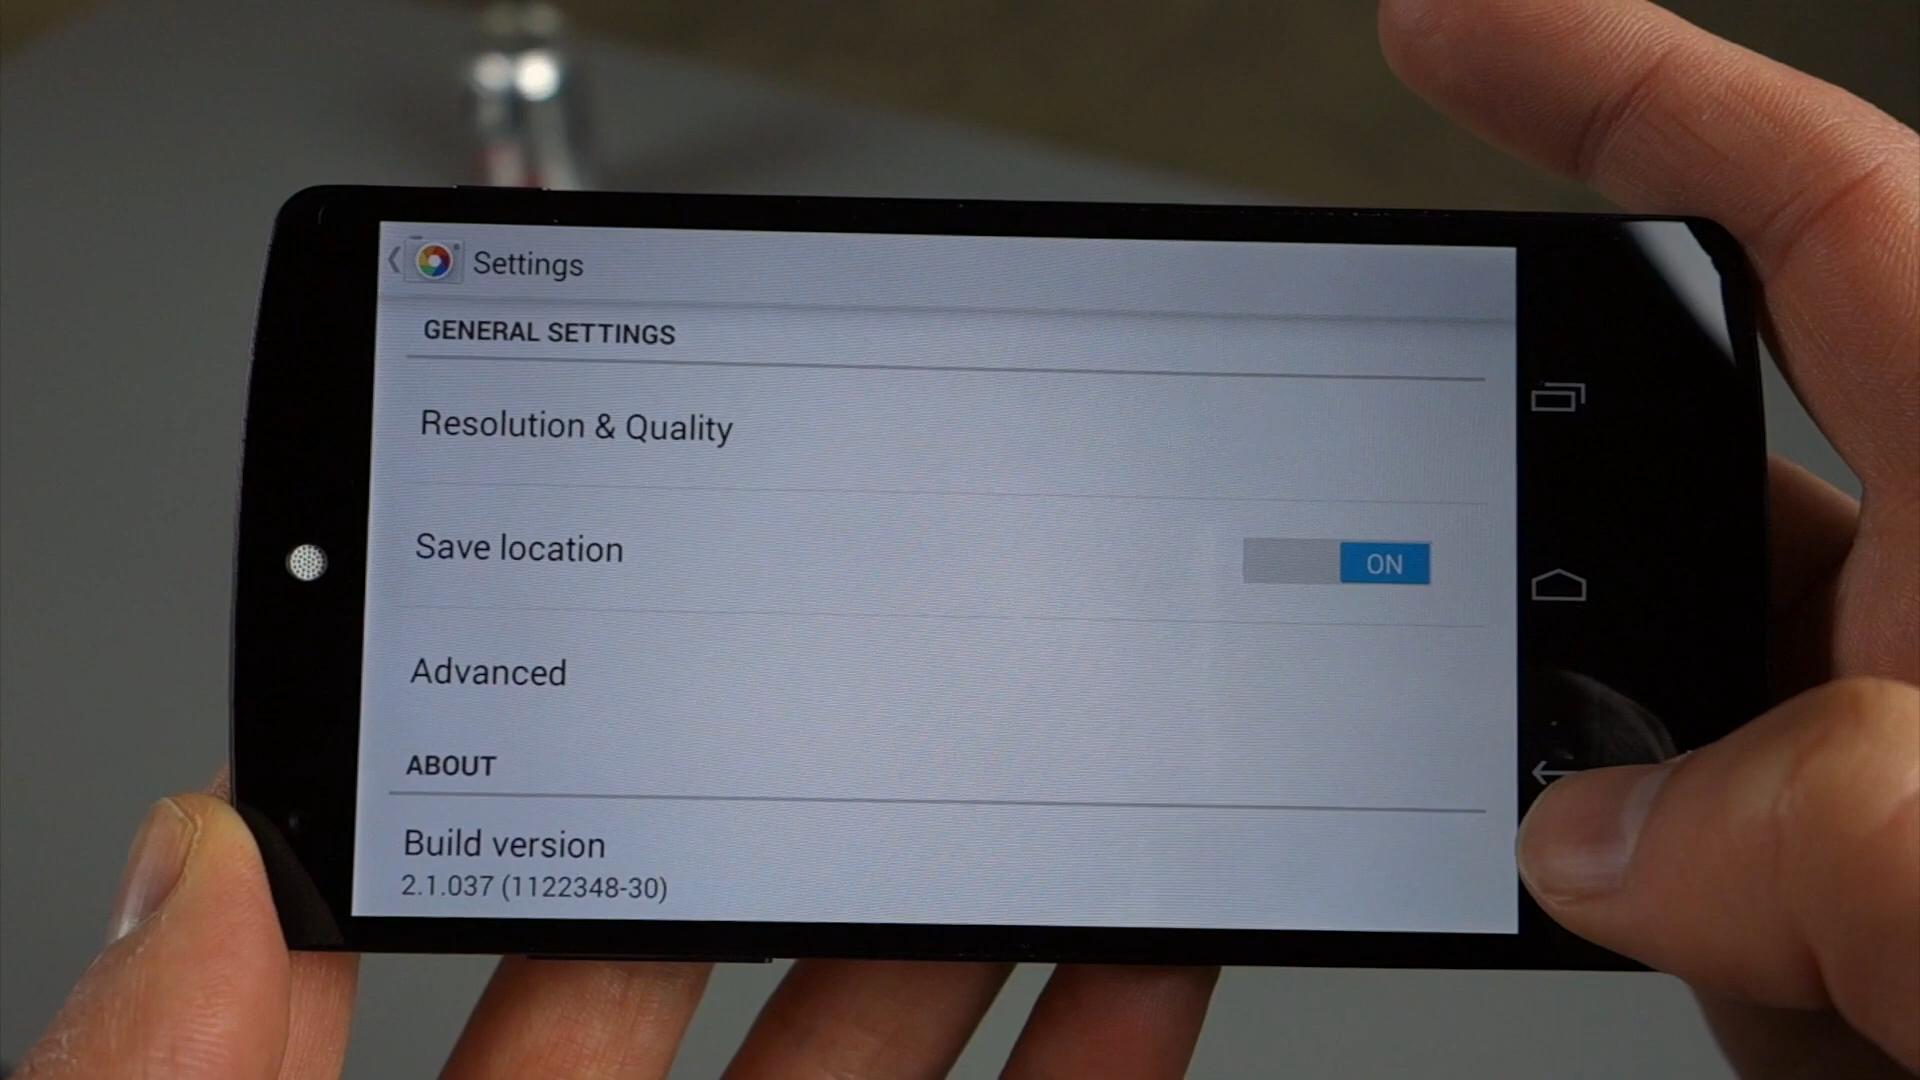 Settings
GENERAL SETTINGS
Resolution & Quality
Save location
ON
Advanced
ABOUT
Build version
2.1.037 (1122348-30)